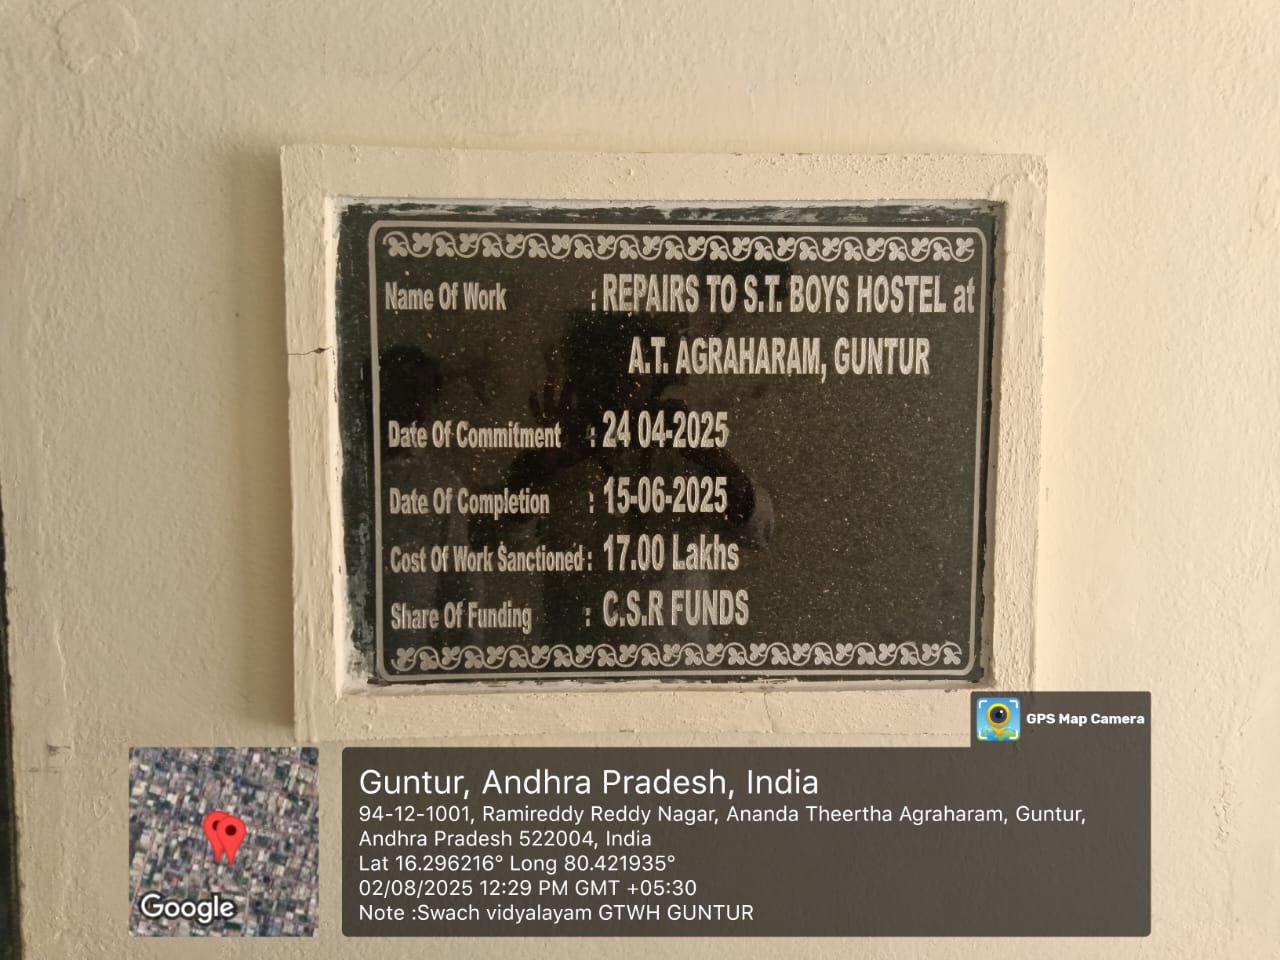 Name Of Work : REPAIRS TO S.T. BOYS HOSTEL at
A.T. AGRAHARAM, GUNTUR
Date Of Commitment : 24 04-2025
Date Of Completion : 15-06-2025
Cost Of Work Sanctioned : 17.00 Lakhs
Share Of Funding : C.S.R FUNDS
GPS Map Camera
Guntur, Andhra Pradesh, India
94-12-1001, Ramireddy Reddy Nagar, Ananda Theertha Agraharam, Guntur,
Andhra Pradesh 522004, India
Lat 16.296216° Long 80.421935°
02/08/2025 12:29 PM GMT +05:30
Note :Swach vidyalayam GTWH GUNTUR
Google